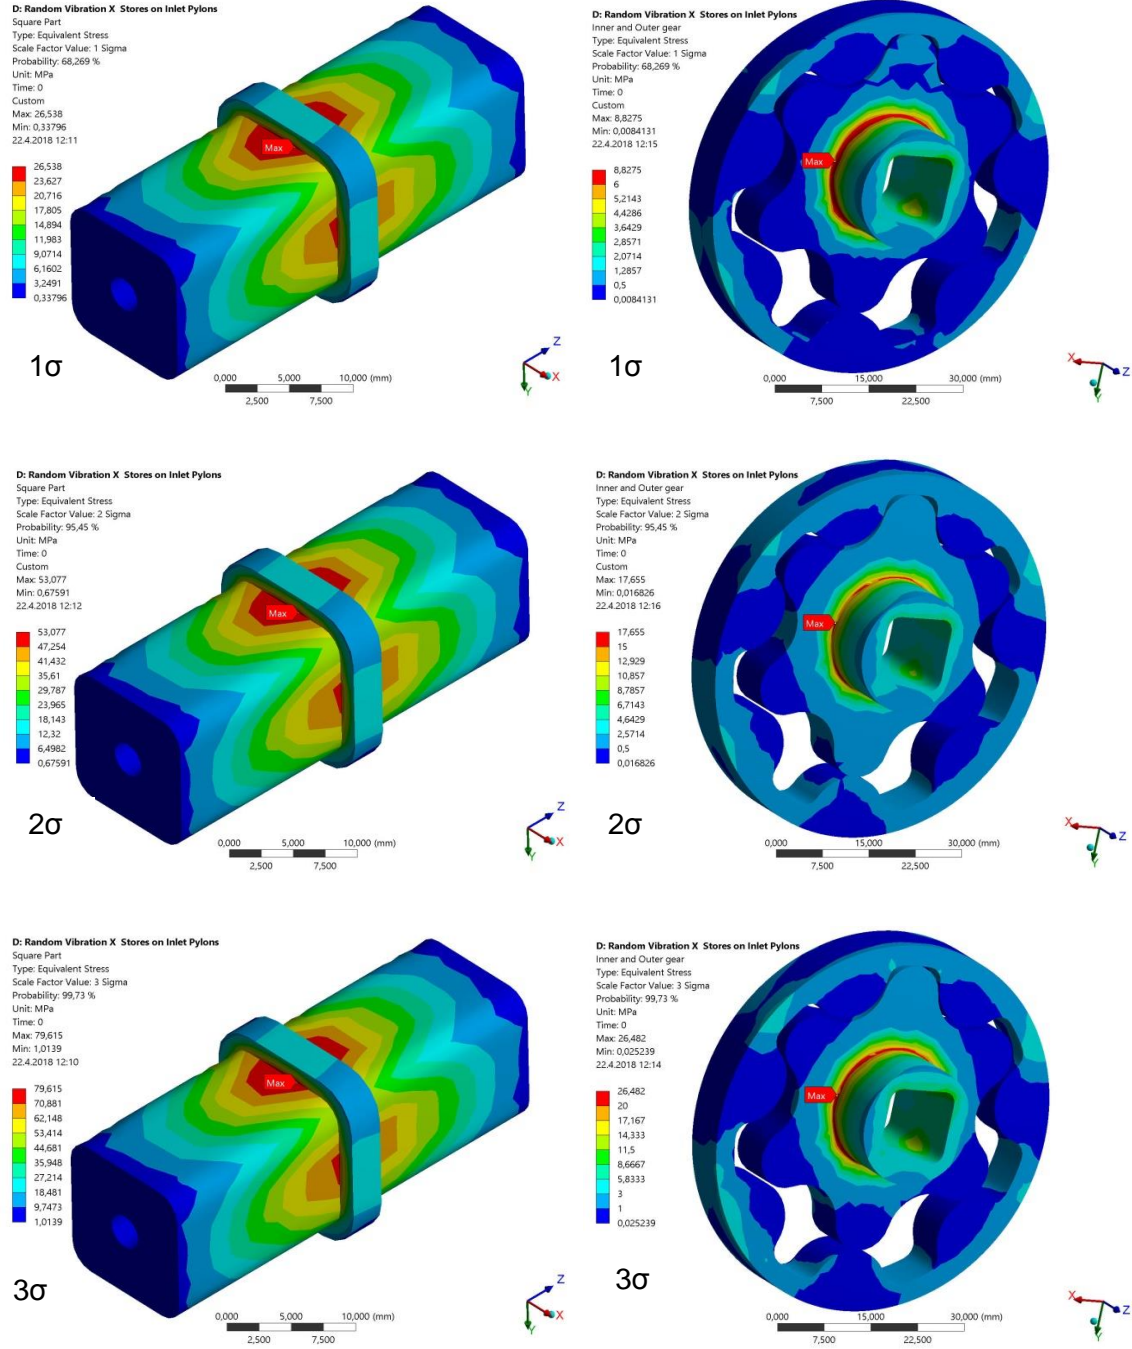 D: Random Vibration X Stores on Inlet Pylons
Square Part
Type: Equivalent Stress
Scale Factor Value: 1 Sigma
Probability: 68,269 %
Unit: MPa
Time: 0
Custom
Max: 26,538
Min: 0,33796
22.4.2018 12:11
26,538
23,627
20,716
17,805
14,894
11,983
9,0714
6,1602
3,2491
0,33796
Max
1σ
0,000 5,000 10,000 (mm)
2,500 7,500
Z
X
Y
D: Random Vibration X Stores on Inlet Pylons
Inner and Outer gear
Type: Equivalent Stress
Scale Factor Value: 1 Sigma
Probability: 68,269 %
Unit: MPa
Time: 0
Custom
Max: 8,8275
Min: 0,0084131
22.4.2018 12:15
8,8275
6
5,2143
4,4286
3,6429
2,8571
2,0714
1,2857
0,5
0,0084131
Max
1σ
0,000 15,000 30,000 (mm)
7,500 22,500
X
Z
Y
D: Random Vibration X Stores on Inlet Pylons
Square Part
Type: Equivalent Stress
Scale Factor Value: 2 Sigma
Probability: 95,45 %
Unit: MPa
Time: 0
Custom
Max: 53,077
Min: 0,67591
22.4.2018 12:12
53,077
47,254
41,432
35,61
29,787
23,965
18,143
12,32
6,4982
0,67591
Max
2σ
0,000 5,000 10,000 (mm)
2,500 7,500
Z
X
Y
D: Random Vibration X Stores on Inlet Pylons
Inner and Outer gear
Type: Equivalent Stress
Scale Factor Value: 2 Sigma
Probability: 95,45 %
Unit: MPa
Time: 0
Custom
Max: 17,655
Min: 0,016826
22.4.2018 12:16
17,655
15
12,929
10,857
8,7857
6,7143
4,6429
2,5714
0,5
0,016826
Max
2σ
0,000 15,000 30,000 (mm)
7,500 22,500
X
Z
Y
D: Random Vibration X Stores on Inlet Pylons
Square Part
Type: Equivalent Stress
Scale Factor Value: 3 Sigma
Probability: 99,73 %
Unit: MPa
Time: 0
Max: 79,615
Min: 1,0139
22.4.2018 12:10
79,615
70,881
62,148
53,414
44,681
35,948
27,214
18,481
9,7473
1,0139
Max
3σ
0,000 5,000 10,000 (mm)
2,500 7,500
Z
X
Y
D: Random Vibration X Stores on Inlet Pylons
Inner and Outer gear
Type: Equivalent Stress
Scale Factor Value: 3 Sigma
Probability: 99,73 %
Unit: MPa
Time: 0
Max: 26,482
Min: 0,025239
22.4.2018 12:14
26,482
20
17,167
14,333
11,5
8,6667
5,8333
3
1
0,025239
Max
3σ
0,000 15,000 30,000 (mm)
7,500 22,500
X
Z
Y